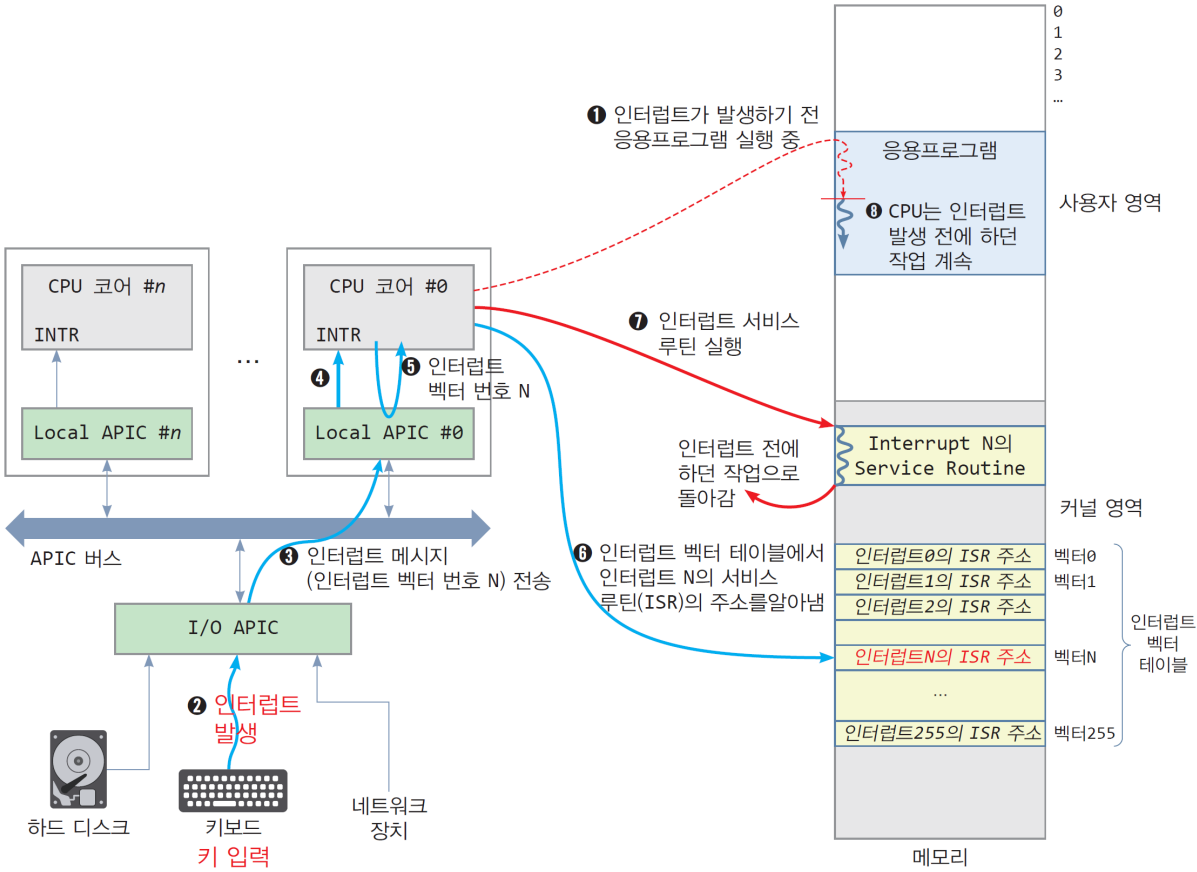 0
1
2
3
…
❶ 인터럽트가 발생하기 전
응용프로그램 실행 중
응용프로그램
❽ CPU는 인터럽트
발생 전에 하던
작업 계속
사용자 영역
CPU 코어 #n
INTR
Local APIC #n
…
CPU 코어 #0
INTR
❹
❺ 인터럽트
벡터 번호 N
Local APIC #0
❼ 인터럽트 서비스
루틴 실행
Interrupt N의
Service Routine
인터럽트 전에
하던 작업으로
돌아감
커널 영역
APIC 버스
❸ 인터럽트 메시지
(인터럽트 벡터 번호 N) 전송
❻ 인터럽트 벡터 테이블에서
인터럽트 N의 서비스
루틴(ISR)의 주소를알아냄
인터럽트0의 ISR 주소
벡터0
인터럽트1의 ISR 주소
벡터1
인터럽트2의 ISR 주소
인터럽트N의 ISR 주소
벡터N
…
인터럽트255의 ISR 주소
벡터255
인터럽트
벡터
테이블
I/O APIC
❷ 인터럽트
발생
하드 디스크
키보드
키 입력
네트워크
장치
메모리